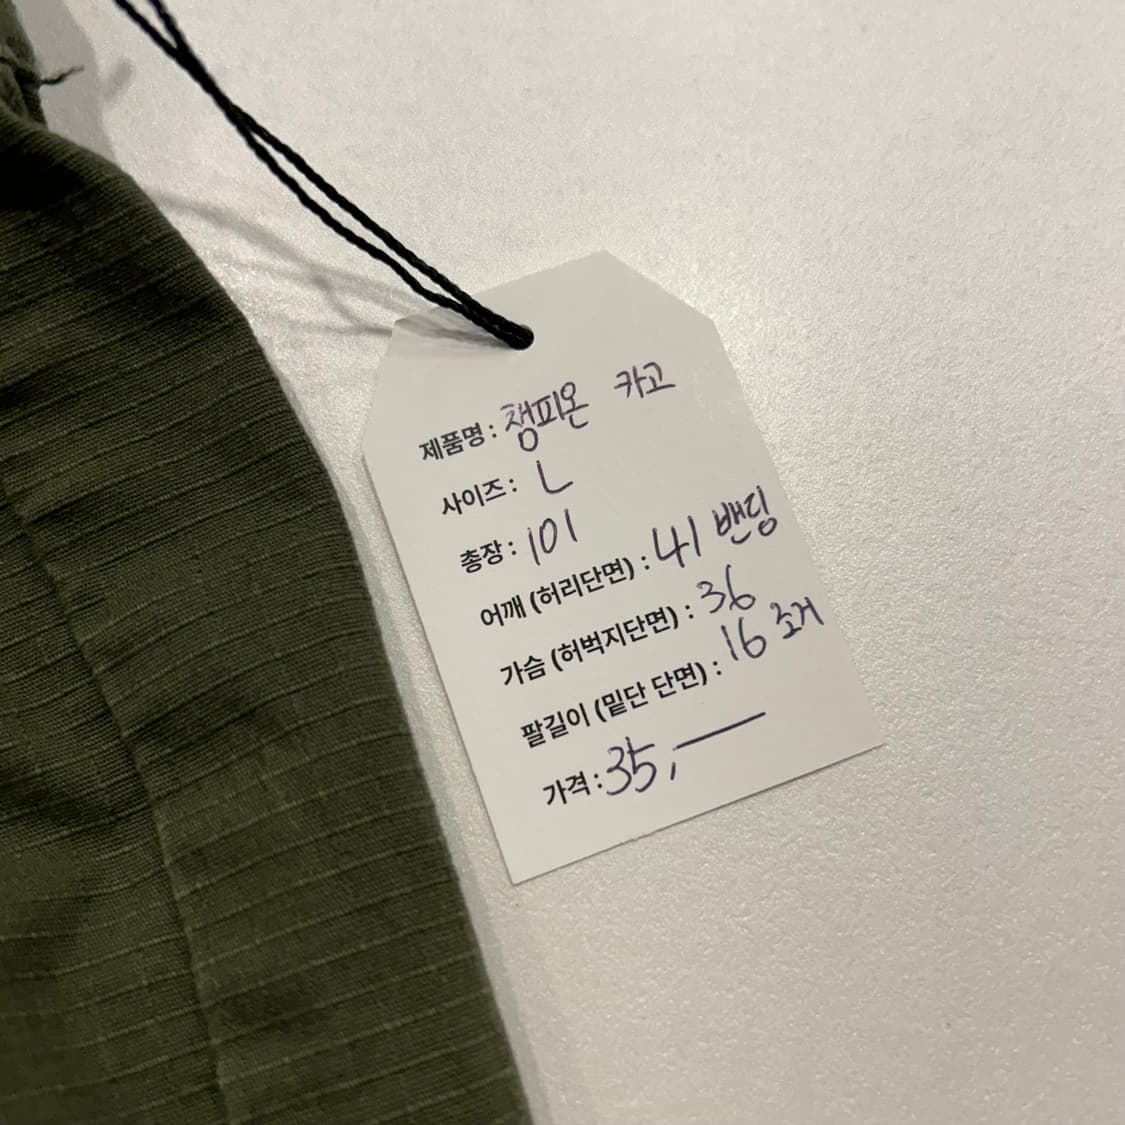 제품명 : 챔피온 카고
사이즈 : L
총장 : 101
어깨 (허리단면) : 41 밴딩
가슴 (허벅지단면) : 36
팔길이 (밑단 단면) : 16 조거
가격 : 35,—